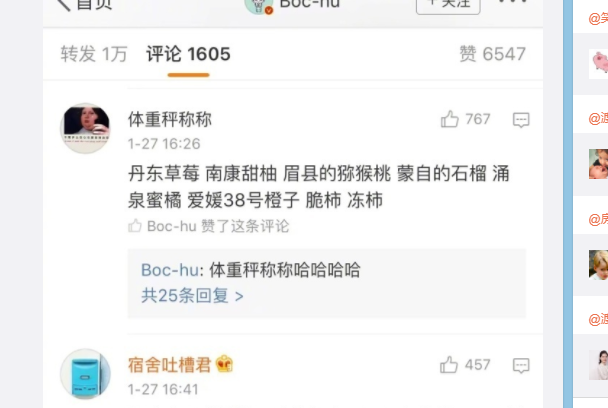 首页
Boc-hu
+ 关注
转发 1万 评论 1605 赞 6547
体重秤称称 767
1-27 16:26
丹东草莓 南康甜柚 眉县的猕猴桃 蒙自的石榴 涌
泉蜜橘 爱媛38号橙子 脆柿 冻柿
Boc-hu 赞了这条评论
Boc-hu: 体重秤称称哈哈哈哈
共25条回复 >
宿舍吐槽君 457
1-27 16:41
@笑
@房